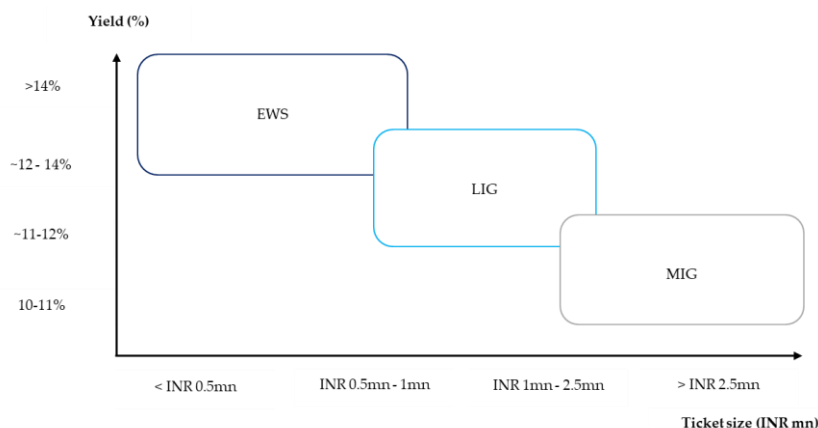 Yield (%)
>14%
EWS
~12 - 14%
LIG
~11-12%
MIG
10-11%
< INR 0.5mn
INR 0.5mn - 1mn
INR 1mn - 2.5mn
> INR 2.5mn
Ticket size (INR mn)